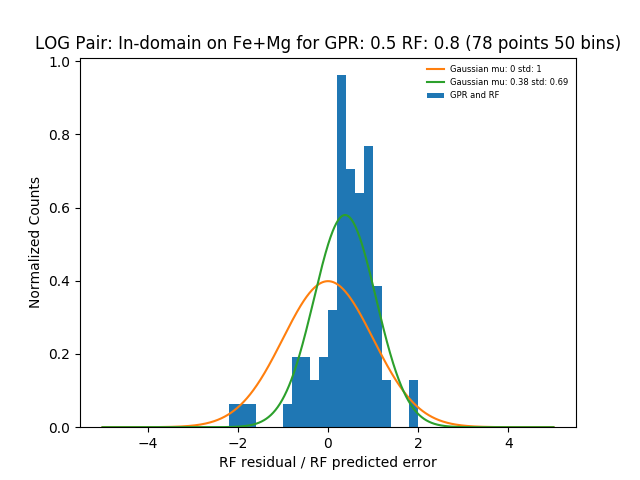 LOG Pair: In-domain on Fe+Mg for GPR: 0.5 RF: 0.8 (78 points 50 bins)
Gaussian mu: 0 std: 1
Gaussian mu: 0.38 std: 0.69
GPR and RF
1.0
0.8
0.6
0.4
0.2
0.0
Normalized Counts
−4 −2 0 2 4
RF residual / RF predicted error